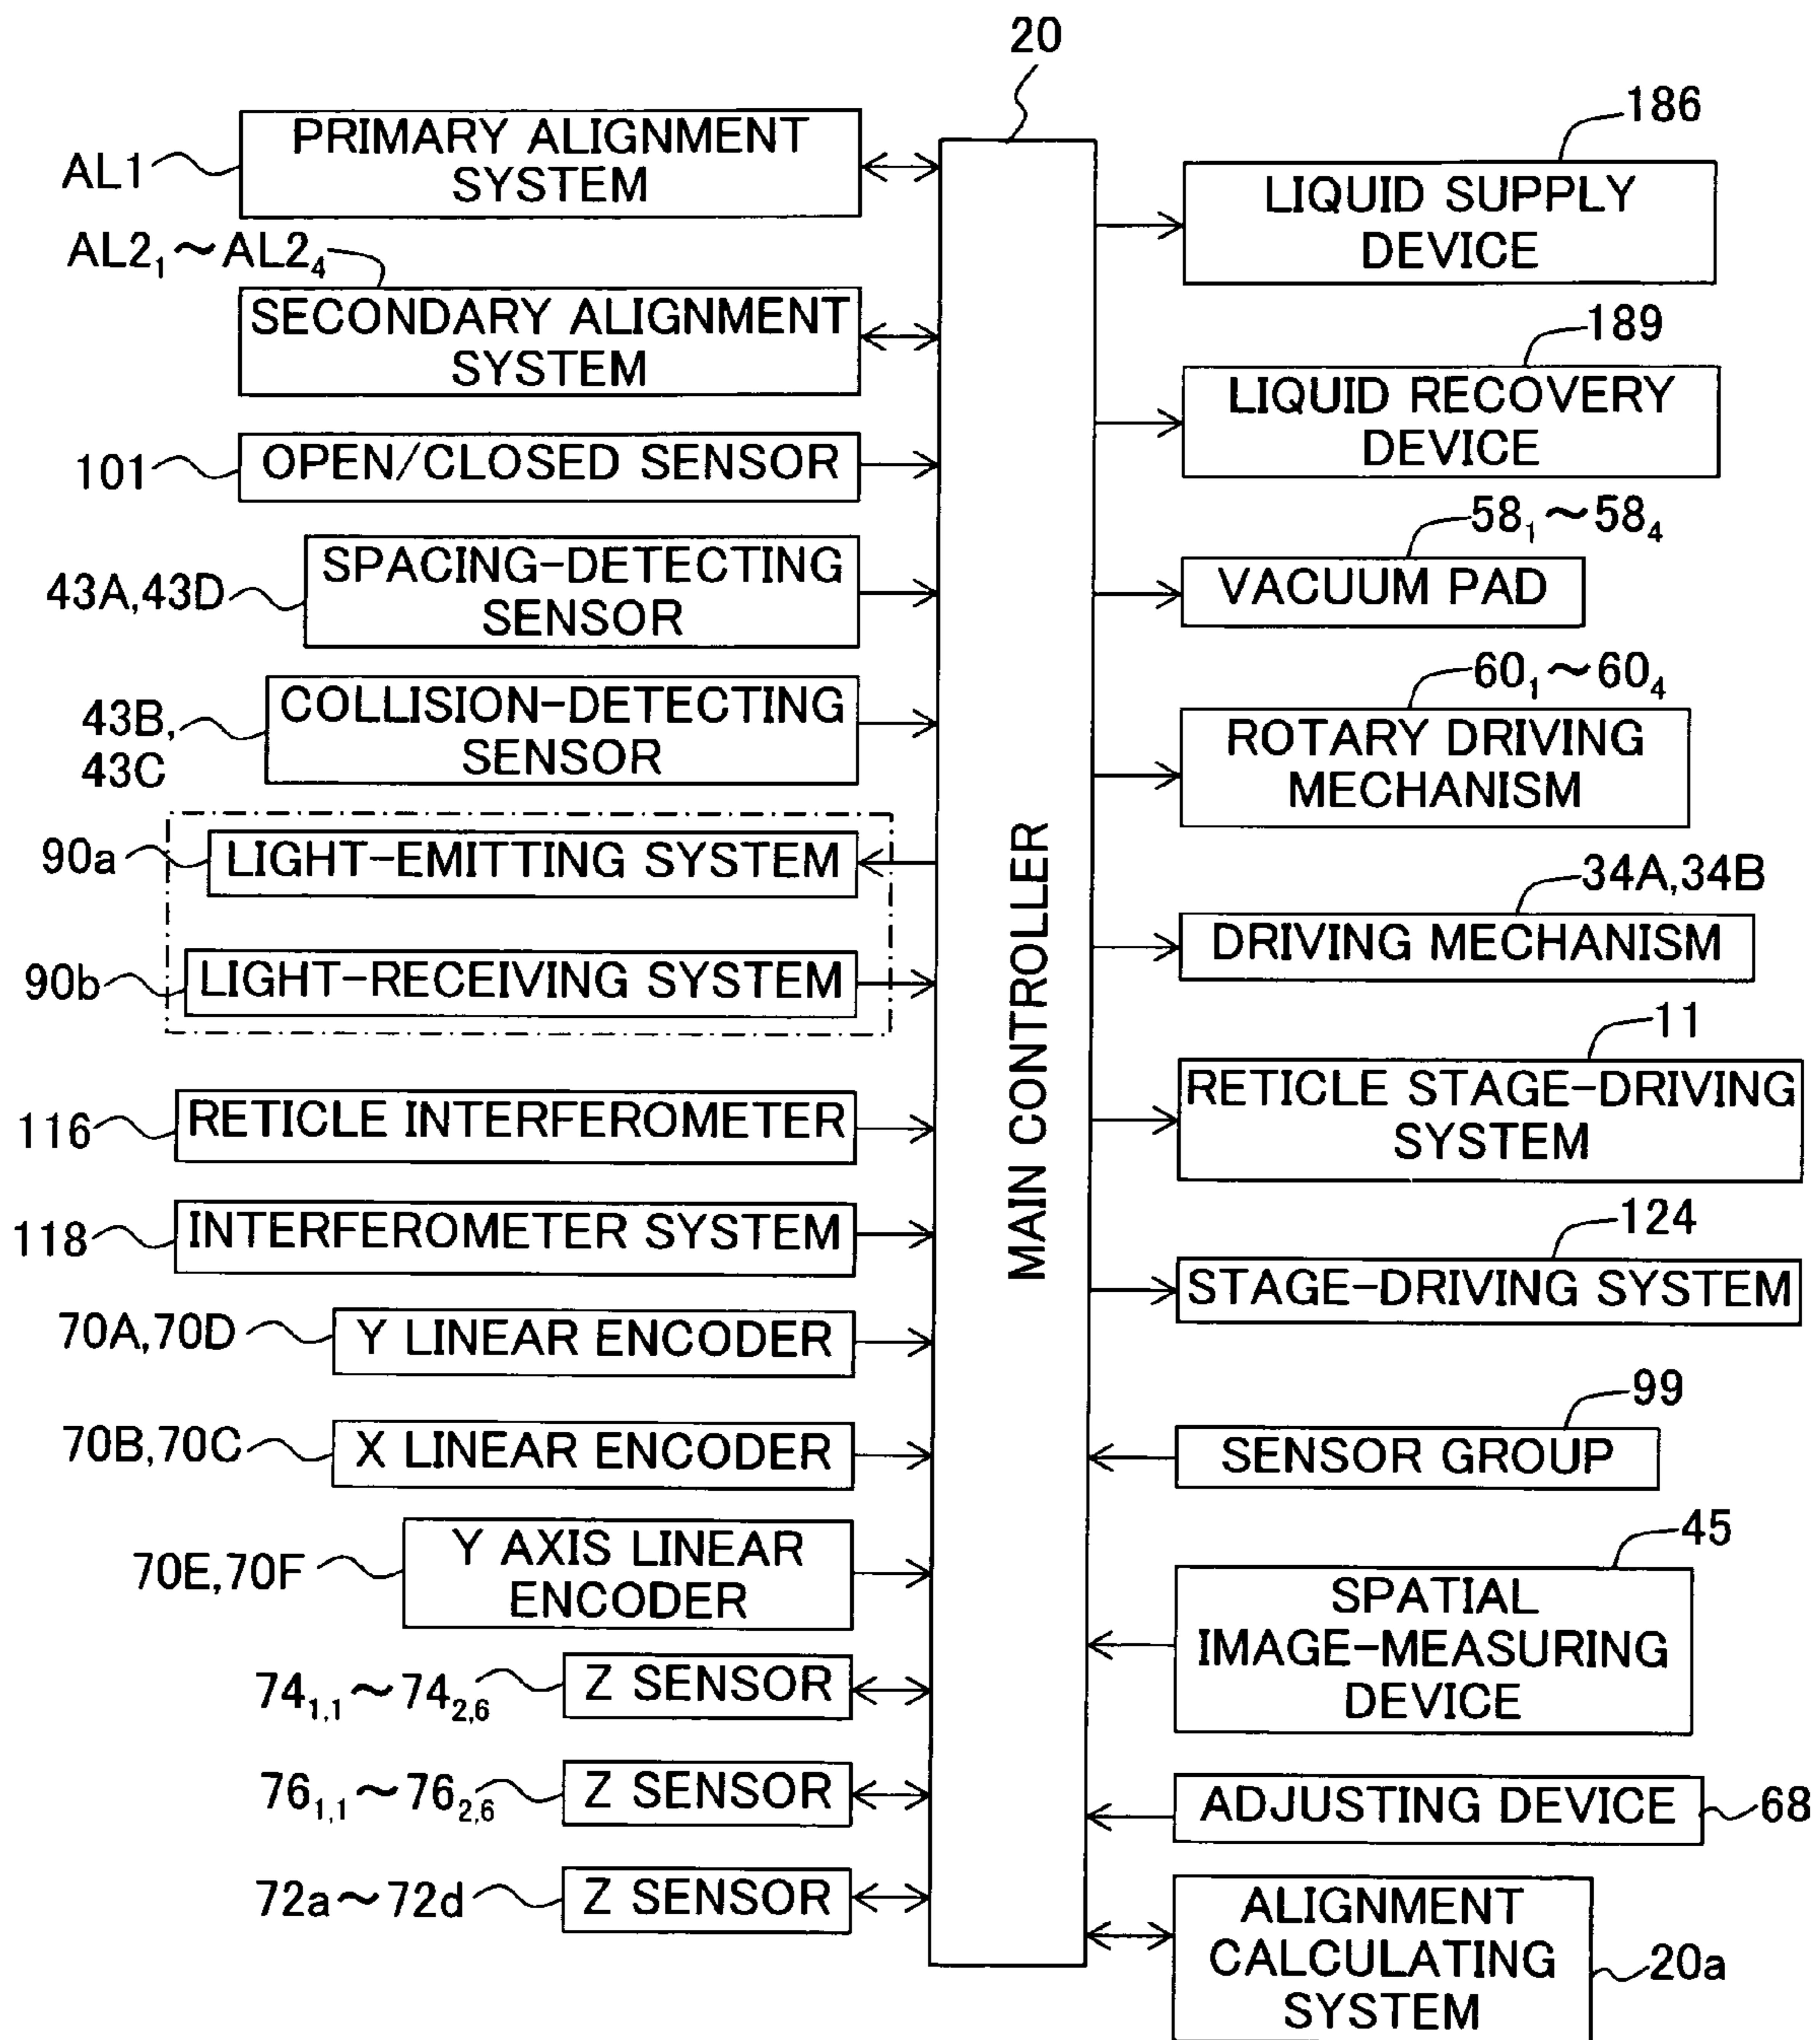 20
AL1
PRIMARY ALIGNMENT
SYSTEM
AL2₁～AL2₄
SECONDARY ALIGNMENT
SYSTEM
101
OPEN/CLOSED SENSOR
43A,43D
SPACING-DETECTING
SENSOR
43B,
43C
COLLISION-DETECTING
SENSOR
90a
LIGHT-EMITTING SYSTEM
90b
LIGHT-RECEIVING SYSTEM
116
RETICLE INTERFEROMETER
118
INTERFEROMETER SYSTEM
70A,70D
Y LINEAR ENCODER
70B,70C
X LINEAR ENCODER
70E,70F
Y AXIS LINEAR
ENCODER
74₁,₁～74₂,₆
Z SENSOR
76₁,₁～76₂,₆
Z SENSOR
72a～72d
Z SENSOR
MAIN CONTROLLER
186
LIQUID SUPPLY
DEVICE
189
LIQUID RECOVERY
DEVICE
58₁～58₄
VACUUM PAD
60₁～60₄
ROTARY DRIVING
MECHANISM
34A,34B
DRIVING MECHANISM
11
RETICLE STAGE-DRIVING
SYSTEM
124
STAGE-DRIVING SYSTEM
99
SENSOR GROUP
45
SPATIAL
IMAGE-MEASURING
DEVICE
ADJUSTING DEVICE
68
ALIGNMENT
CALCULATING
SYSTEM
20a